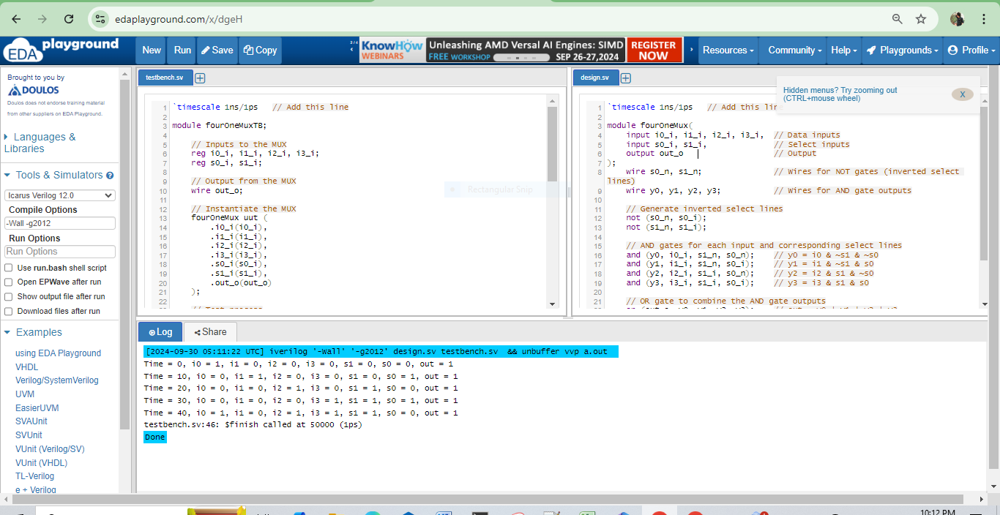 edaplayground.com/x/dgeH
EDA playground
New
Run
Save
Copy
KnowHow
WEBINARS
Unleashing AMD Versal AI Engines: SIMD
FREE WORKSHOP
SEP 26-27,2024
REGISTER
NOW
Resources
Community
Help
Playgrounds
Profile
Brought to you by
DOULOS
Doulos does not endorse training material
from other suppliers on EDA Playground.
Languages &
Libraries
Tools & Simulators
Icarus Verilog 12.0
Compile Options
-Wall -g2012
Run Options
Run Options
Use run.bash shell script
Open EPWave after run
Show output file after run
Download files after run
Examples
using EDA Playground
VHDL
Verilog/SystemVerilog
UVM
EasierUVM
SVAUnit
SVUnit
VUnit (Verilog/SV)
VUnit (VHDL)
TL-Verilog
e + Verilog
testbench.sv
1 `timescale 1ns/1ps // Add this line
2
3 module fourOneMuxTB;
4
5 // Inputs to the MUX
6 reg i0_i, i1_i, i2_i, i3_i;
7 reg s0_i, s1_i;
8
9 // Output from the MUX
10 wire out_o;
11
12 // Instantiate the MUX
13 fourOneMux uut (
14 .i0_i(i0_i),
15 .i1_i(i1_i),
16 .i2_i(i2_i),
17 .i3_i(i3_i),
18 .s0_i(s0_i),
19 .s1_i(s1_i),
20 .out_o(out_o)
21 );
22
Rectangular Snip
design.sv
Hidden menus? Try zooming out
(CTRL+mouse wheel)
X
1 `timescale 1ns/1ps // Add this line
2
3 module fourOneMux(
4 input i0_i, i1_i, i2_i, i3_i, // Data inputs
5 input s0_i, s1_i, // Select inputs
6 output out_o // Output
7 );
8 wire s0_n, s1_n; // Wires for NOT gates (inverted select
lines)
9 wire y0, y1, y2, y3; // Wires for AND gate outputs
10
11 // Generate inverted select lines
12 not (s0_n, s0_i);
13 not (s1_n, s1_i);
14
15 // AND gates for each input and corresponding select lines
16 and (y0, i0_i, s1_n, s0_n); // y0 = i0 & ~s1 & ~s0
17 and (y1, i1_i, s1_n, s0_i); // y1 = i1 & ~s1 & s0
18 and (y2, i2_i, s1_i, s0_n); // y2 = i2 & s1 & ~s0
19 and (y3, i3_i, s1_i, s0_i); // y3 = i3 & s1 & s0
20
21 // OR gate to combine the AND gate outputs
Log
Share
[2024-09-30 05:11:22 UTC] iverilog '-Wall' '-g2012' design.sv testbench.sv && unbuffer vvp a.out
Time = 0, i0 = 1, i1 = 0, i2 = 0, i3 = 0, s1 = 0, s0 = 0, out = 1
Time = 10, i0 = 0, i1 = 1, i2 = 0, i3 = 0, s1 = 0, s0 = 1, out = 1
Time = 20, i0 = 0, i1 = 0, i2 = 1, i3 = 0, s1 = 1, s0 = 0, out = 1
Time = 30, i0 = 0, i1 = 0, i2 = 0, i3 = 1, s1 = 1, s0 = 1, out = 1
Time = 40, i0 = 1, i1 = 0, i2 = 1, i3 = 1, s1 = 1, s0 = 0, out = 1
testbench.sv:46: $finish called at 50000 (1ps)
Done
10:12 PM